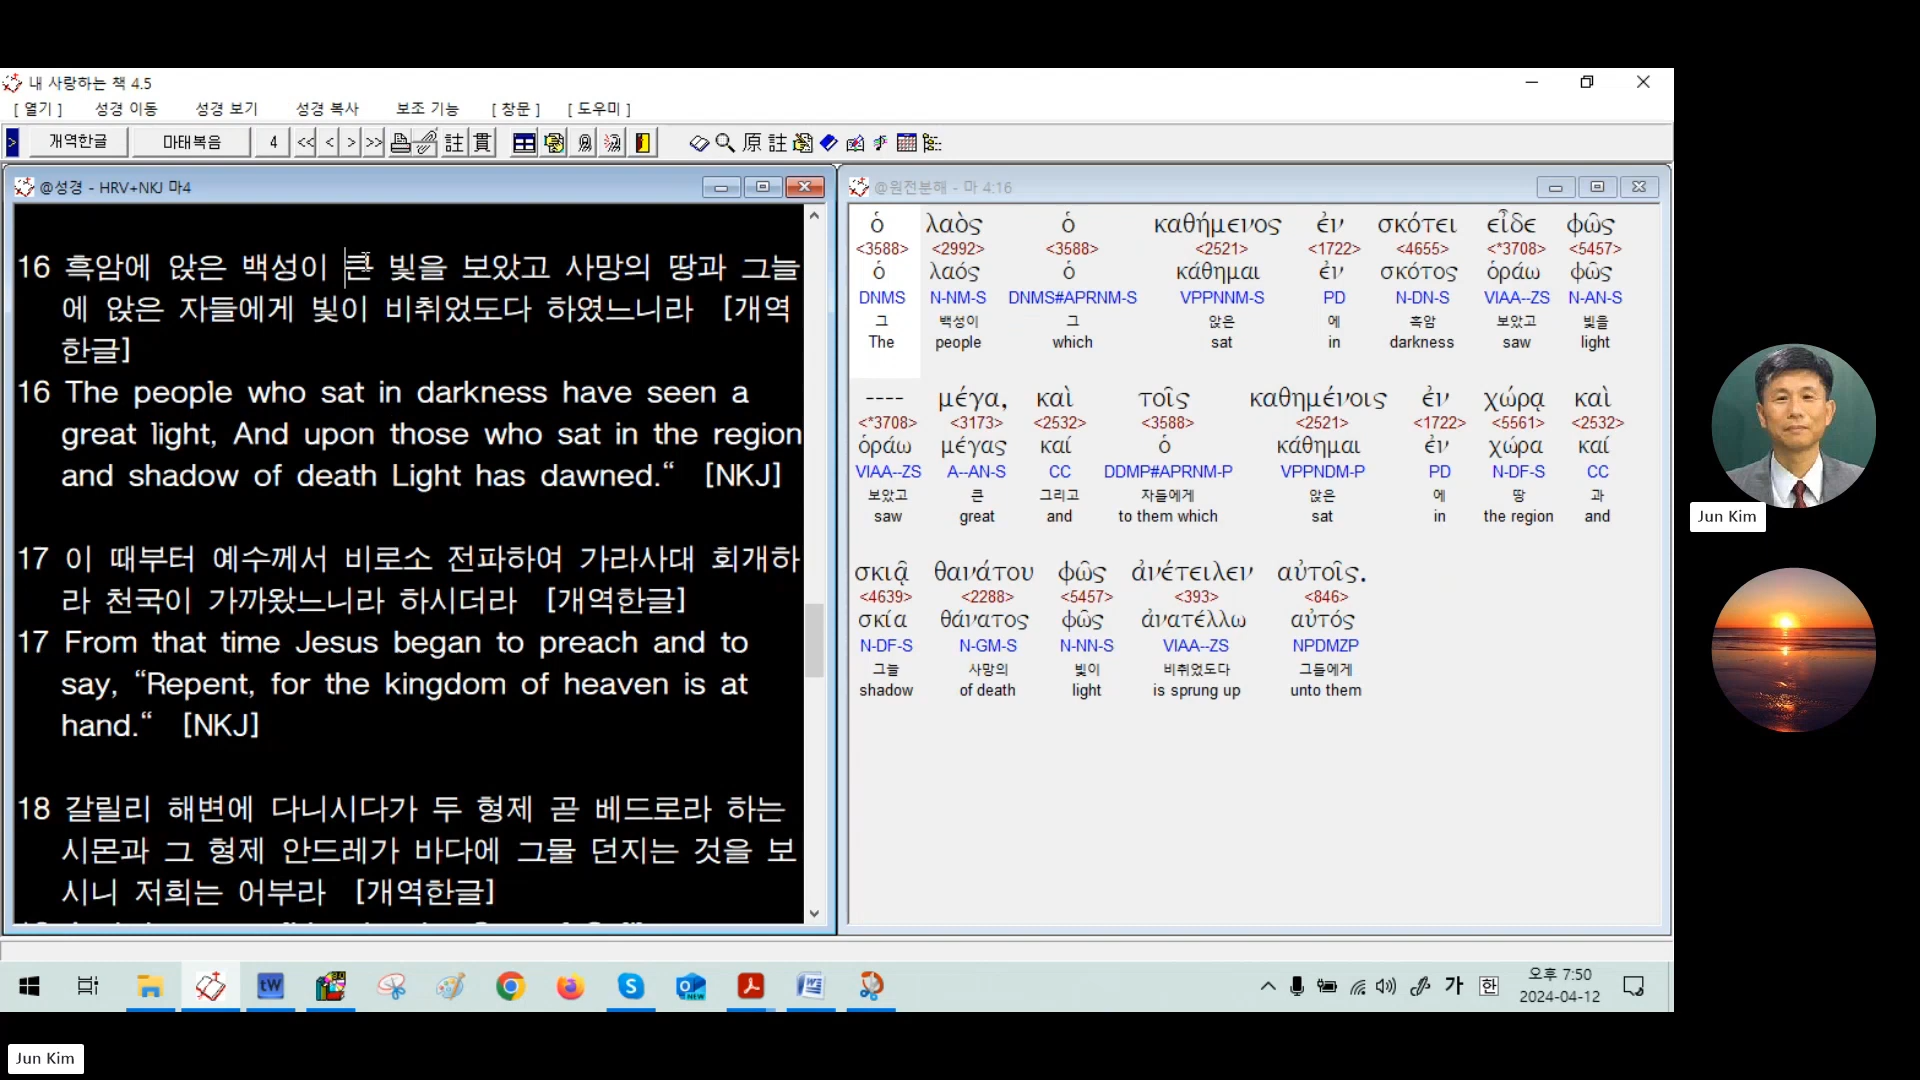 내 사랑하는 책 4.5
[ 열기 ] 성경 이동 성경 보기 성경 복사 보조 기능 [ 창문 ] [ 도우미 ]
> 개역한글 마태복음 4 << < > >> 註 貫 原 註
@성경 - HRV+NKJ 마4
16 흑암에 앉은 백성이 큰 빛을 보았고 사망의 땅과 그늘
에 앉은 자들에게 빛이 비취었도다 하였느니라 [개역
한글]
16 The people who sat in darkness have seen a
great light, And upon those who sat in the region
and shadow of death Light has dawned.“ [NKJ]
17 이 때부터 예수께서 비로소 전파하여 가라사대 회개하
라 천국이 가까왔느니라 하시더라 [개역한글]
17 From that time Jesus began to preach and to
say, “Repent, for the kingdom of heaven is at
hand.“ [NKJ]
18 갈릴리 해변에 다니시다가 두 형제 곧 베드로라 하는
시몬과 그 형제 안드레가 바다에 그물 던지는 것을 보
시니 저희는 어부라 [개역한글]
@원전분해 - 마 4:16
ὁ λαὸς ὁ καθήμενος ἐν σκότει εἶδε φῶς
<3588> <2992> <3588> <2521> <1722> <4655> <*3708> <5457>
ὁ λαός ὁ κάθημαι ἐν σκότος ὁράω φῶς
DNMS N-NM-S DNMS#APRNM-S VPPNNM-S PD N-DN-S VIAA--ZS N-AN-S
그 백성이 그 앉은 에 흑암 보았고 빛을
The people which sat in darkness saw light
---- μέγα, καὶ τοῖς καθημένοις ἐν χώρᾳ καὶ
<*3708> <3173> <2532> <3588> <2521> <1722> <5561> <2532>
ὁράω μέγας καί ὁ κάθημαι ἐν χώρα καί
VIAA--ZS A--AN-S CC DDMP#APRNM-P VPPNDM-P PD N-DF-S CC
보았고 큰 그리고 자들에게 앉은 에 땅 과
saw great and to them which sat in the region and
σκιᾷ θανάτου φῶς ἀνέτειλεν αὐτοῖς.
<4639> <2288> <5457> <393> <846>
σκία θάνατος φῶς ἀνατέλλω αὐτός
N-DF-S N-GM-S N-NN-S VIAA--ZS NPDMZP
그늘 사망의 빛이 비취었도다 그들에게
shadow of death light is sprung up unto them
가 한 오후 7:50
2024-04-12
Jun Kim
Jun Kim